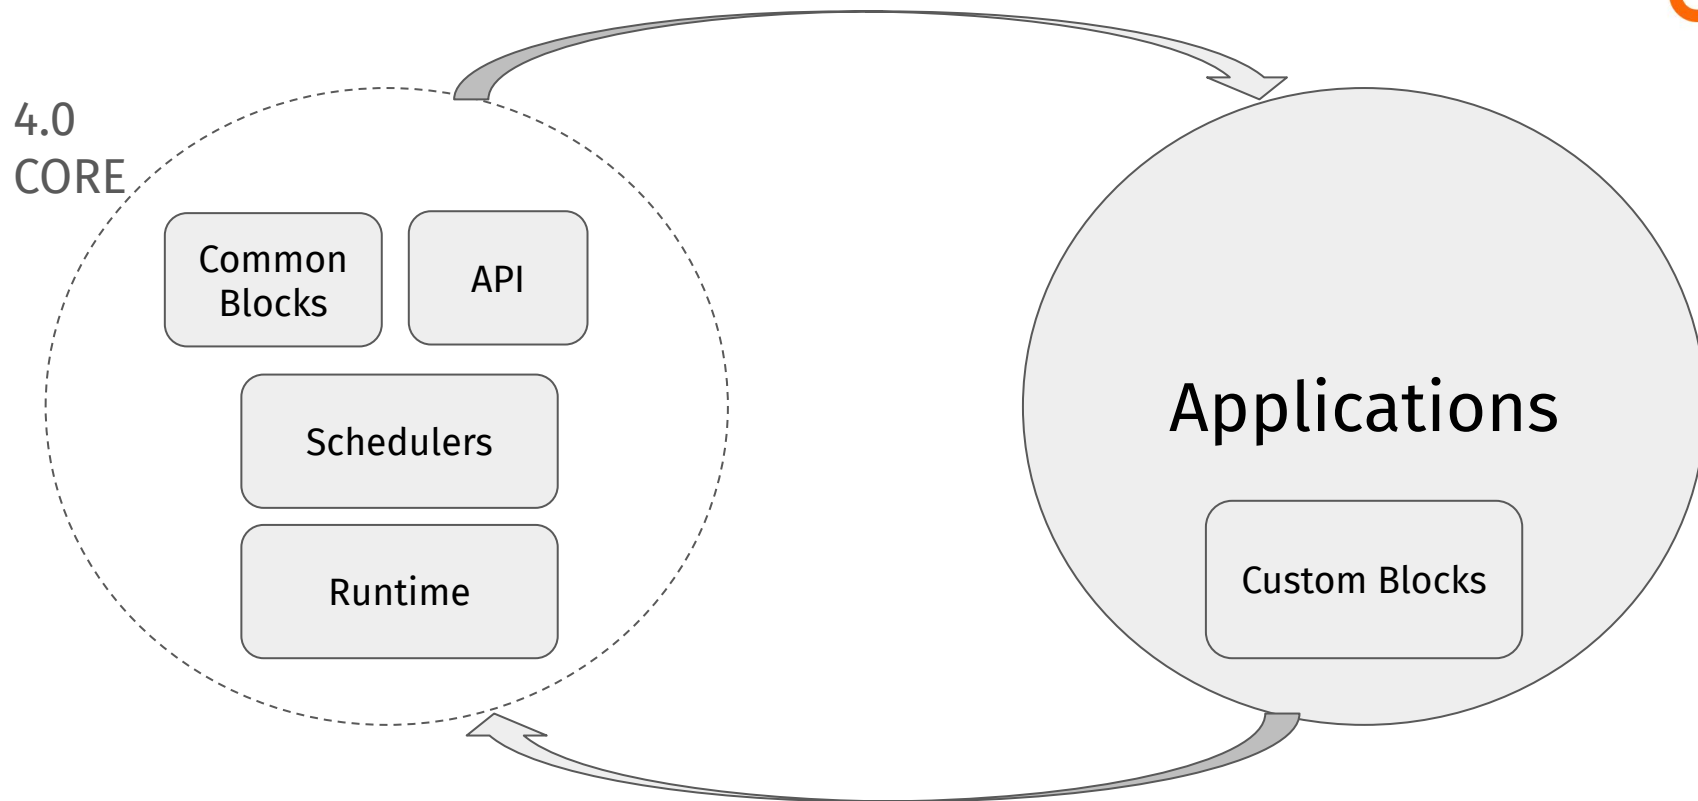 4.0
CORE
Common
Blocks
API
Schedulers
Runtime
Applications
Custom Blocks